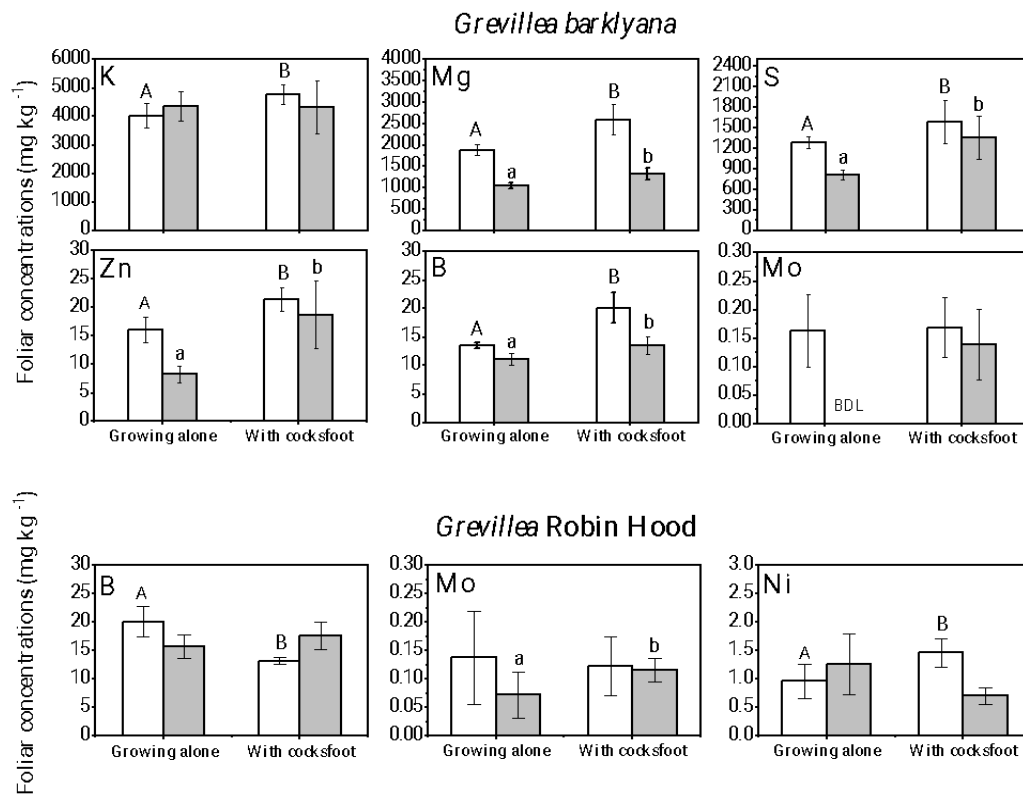 Grevillea barklyana
Foliar concentrations (mg kg -1)
K
6000
5000
4000
3000
2000
1000
0
A
B
Mg
4000
3500
3000
2500
2000
1500
1000
500
0
A
a
B
b
S
2400
2100
1800
1500
1200
900
600
300
0
A
a
B
b
Zn
30
25
20
15
10
5
0
A
a
B
b
Growing alone With cocksfoot
B
30
25
20
15
10
5
0
A
a
B
b
Growing alone With cocksfoot
Mo
0.30
0.25
0.20
0.15
0.10
0.05
0.00
BDL
Growing alone With cocksfoot
Grevillea Robin Hood
Foliar concentrations (mg kg -1)
B
30
25
20
15
10
5
0
A
B
Growing alone With cocksfoot
Mo
0.30
0.25
0.20
0.15
0.10
0.05
0.00
a
b
Growing alone With cocksfoot
Ni
3.0
2.5
2.0
1.5
1.0
0.5
0.0
A
B
Growing alone With cocksfoot